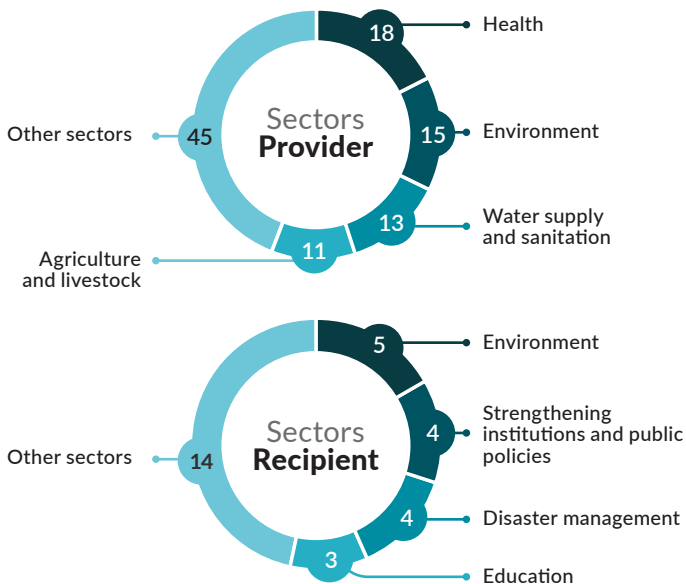 18
Health
Sectors
Provider
Other sectors
45
15
Environment
13
Water supply
and sanitation
11
Agriculture
and livestock
5
Environment
Sectors
Recipient
4
Strengthening
institutions and public
policies
Other sectors
14
4
Disaster management
3
Education